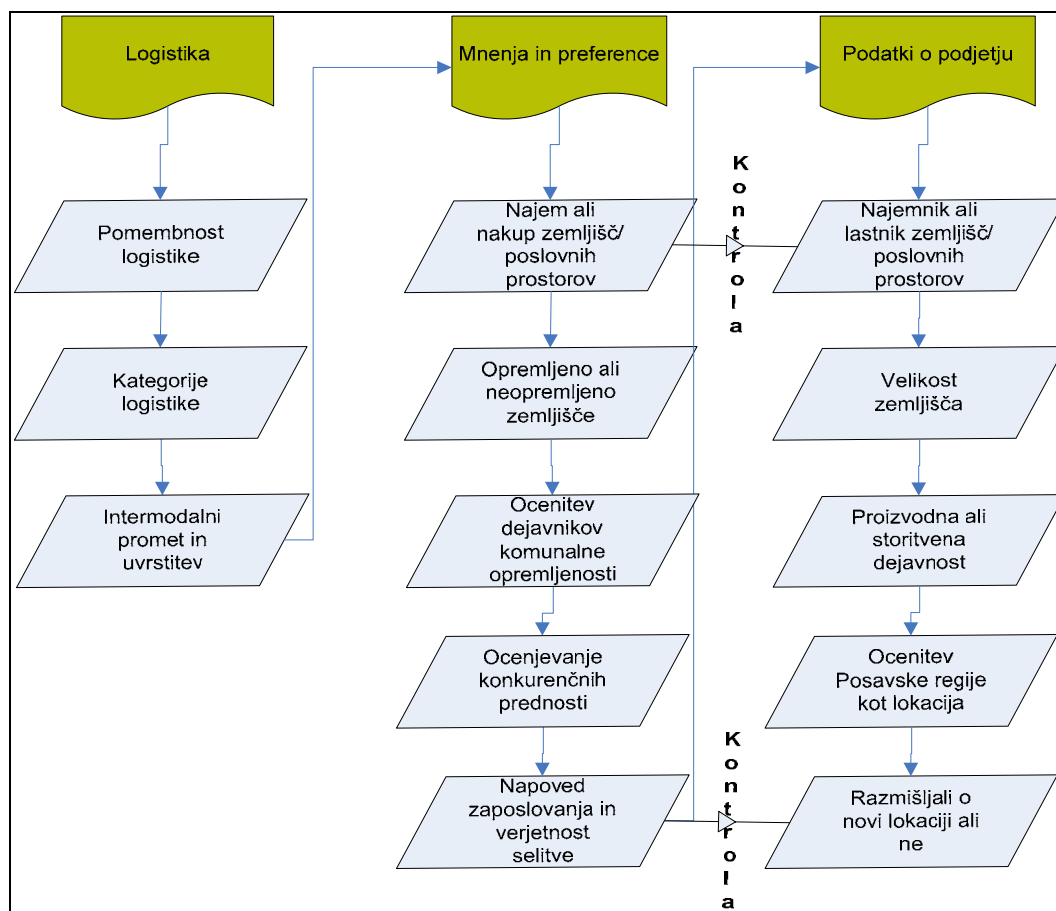 Logistika
Pomembnost
logistike
Kategorije
logistike
Intermodalni
promet in
uvrstitev
Mnenja in preference
Najem ali
nakup zemljišč/
poslovnih
prostorov
Opremljeno ali
neopremljeno
zemljišče
Ocenitev
dejavnikov
komunalne
opremljenosti
Ocenjevanje
konkurenčnih
prednosti
Napoved
zaposlovanja in
verjetnost
selitve
Kontrola
Kontrola
Podatki o podjetju
Najemnik ali
lastnik zemljišč/
poslovnih
prostorov
Velikost
zemljišča
Proizvodna ali
storitvena
dejavnost
Ocenitev
Posavske regije
kot lokacija
Razmišljali o
novi lokaciji ali
ne